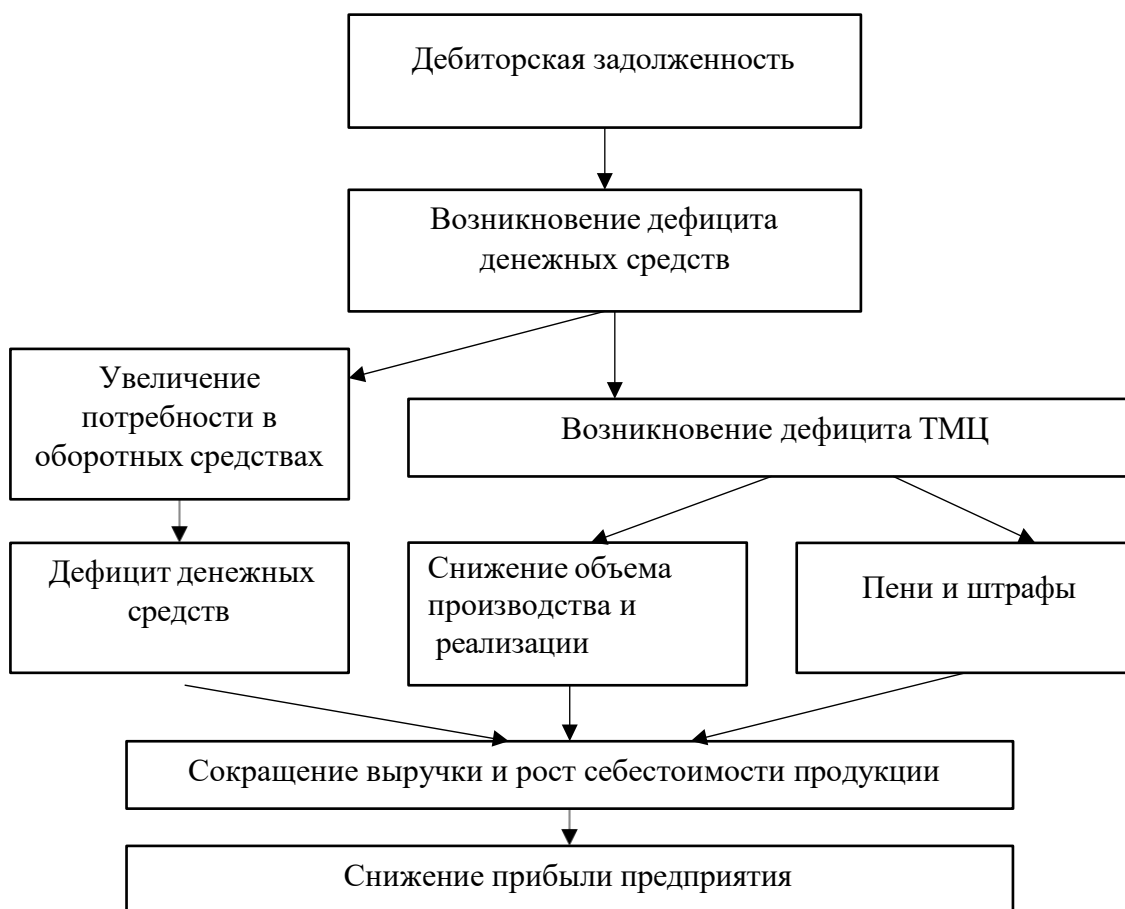 Дебиторская задолженность
Возникновение дефицита
денежных средств
Увеличение
потребности в
оборотных средствах
Возникновение дефицита ТМЦ
Дефицит денежных
средств
Снижение объема
производства и
реализации
Пени и штрафы
Сокращение выручки и рост себестоимости продукции
Снижение прибыли предприятия